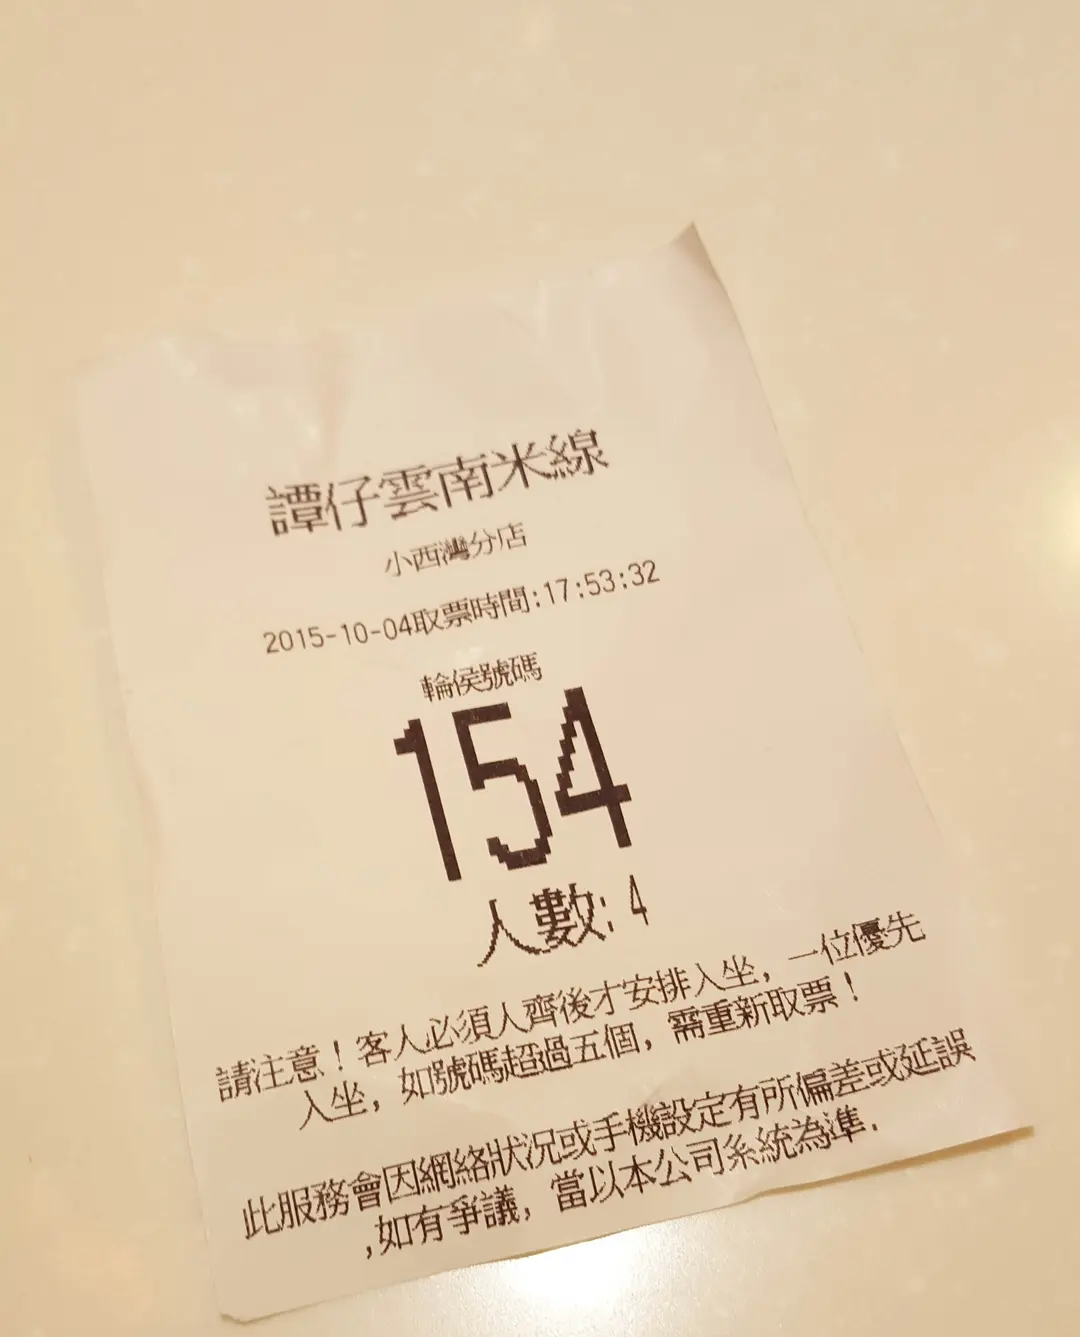 譚仔雲南米線
小西灣分店
2015-10-04取票時間:17:53:32
輪侯號碼
154
人數: 4
請注意！客人必須人齊後才安排入坐，一位優先
入坐，如號碼超過五個，需重新取票！
此服務會因網絡狀況或手機設定有所偏差或延誤
,如有爭議，當以本公司系統為準.